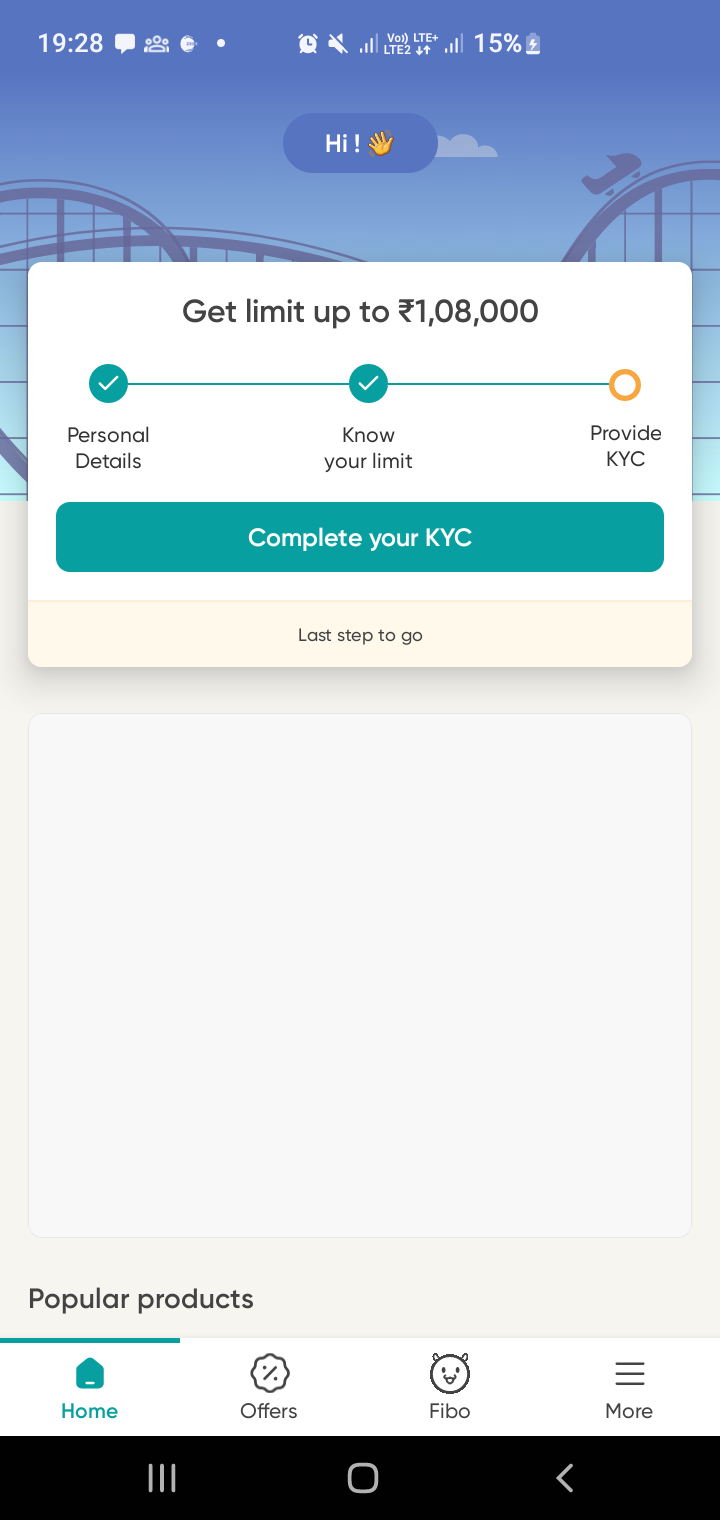 19:28
Vo)) LTE+
LTE2
15%
Hi ! 👋
Get limit up to ₹1,08,000
Personal Details
Know your limit
Provide KYC
Complete your KYC
Last step to go
Popular products
Home
Offers
Fibo
More